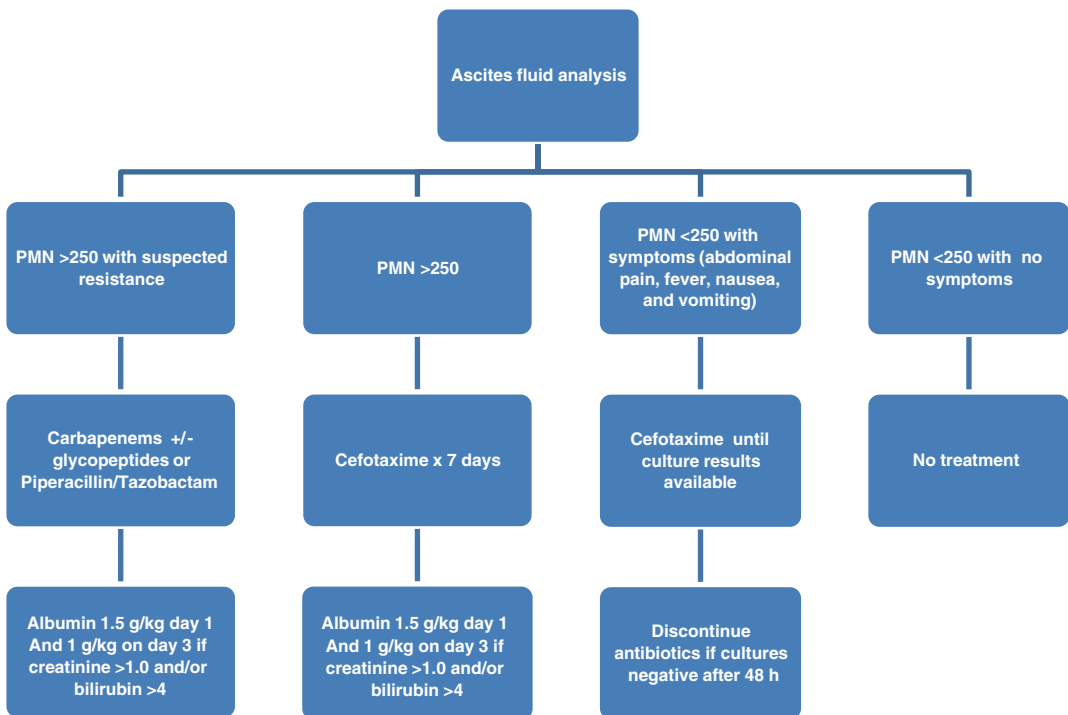 Ascites fluid analysis
PMN >250 with suspected
resistance
PMN >250
PMN <250 with
symptoms (abdominal
pain, fever, nausea,
and vomiting)
PMN <250 with no
symptoms
Carbapenems +/-
glycopeptides or
Piperacillin/Tazobactam
Cefotaxime x 7 days
Cefotaxime until
culture results
available
No treatment
Albumin 1.5 g/kg day 1
And 1 g/kg on day 3 if
creatinine >1.0 and/or
bilirubin >4
Albumin 1.5 g/kg day 1
And 1 g/kg on day 3 if
creatinine >1.0 and/or
bilirubin >4
Discontinue
antibiotics if cultures
negative after 48 h